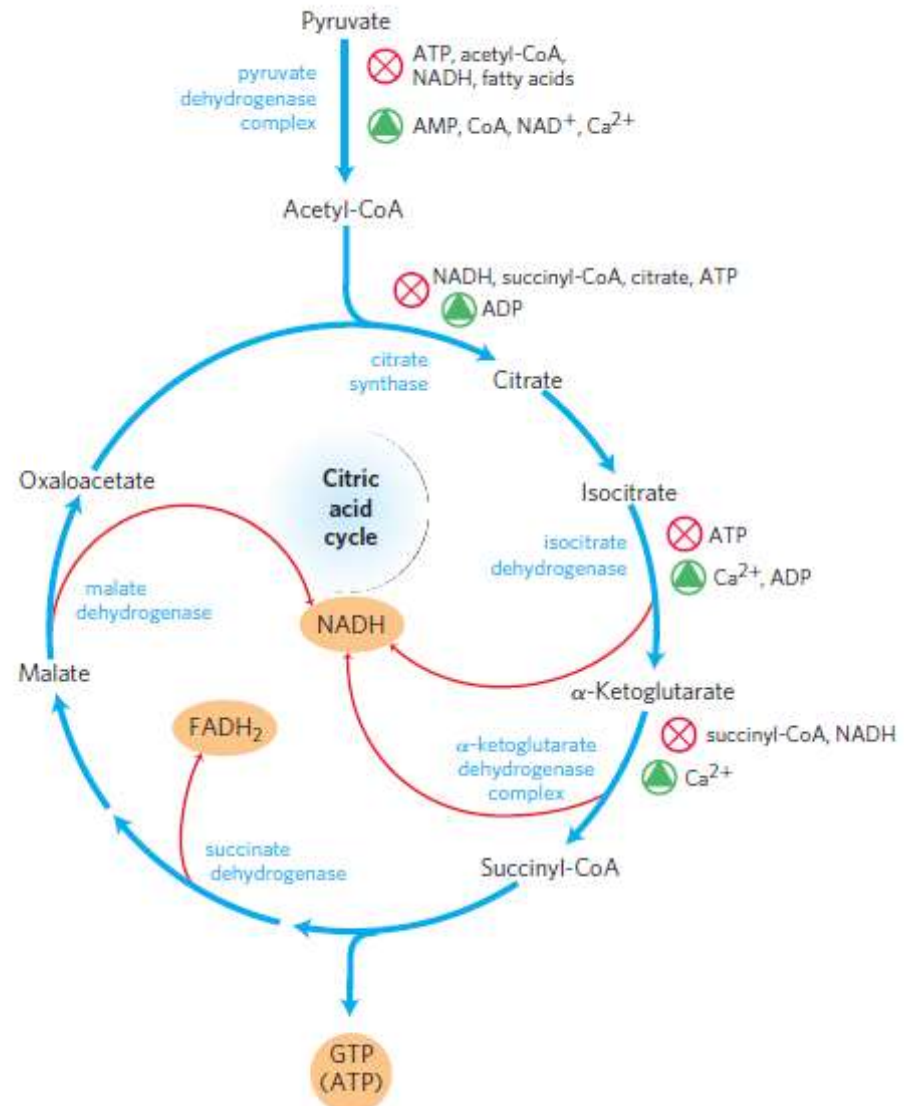 Pyruvate
ATP, acetyl-CoA,
NADH, fatty acids
pyruvate
dehydrogenase
complex
AMP, CoA, NAD⁺, Ca²⁺
Acetyl-CoA
NADH, succinyl-CoA, citrate, ATP
ADP
citrate
synthase
Citrate
Oxaloacetate
Citric
acid
cycle
Isocitrate
ATP
isocitrate
dehydrogenase
Ca²⁺, ADP
malate
dehydrogenase
NADH
Malate
α-Ketoglutarate
FADH₂
succinyl-CoA, NADH
α-ketoglutarate
dehydrogenase
complex
Ca²⁺
succinate
dehydrogenase
Succinyl-CoA
GTP
(ATP)